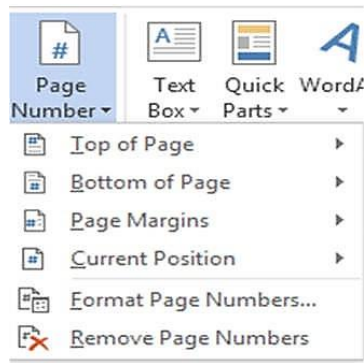 #
A
A
Page Number
Text Box
Quick Parts
WordA
Top of Page
Bottom of Page
Page Margins
Current Position
Format Page Numbers...
Remove Page Numbers